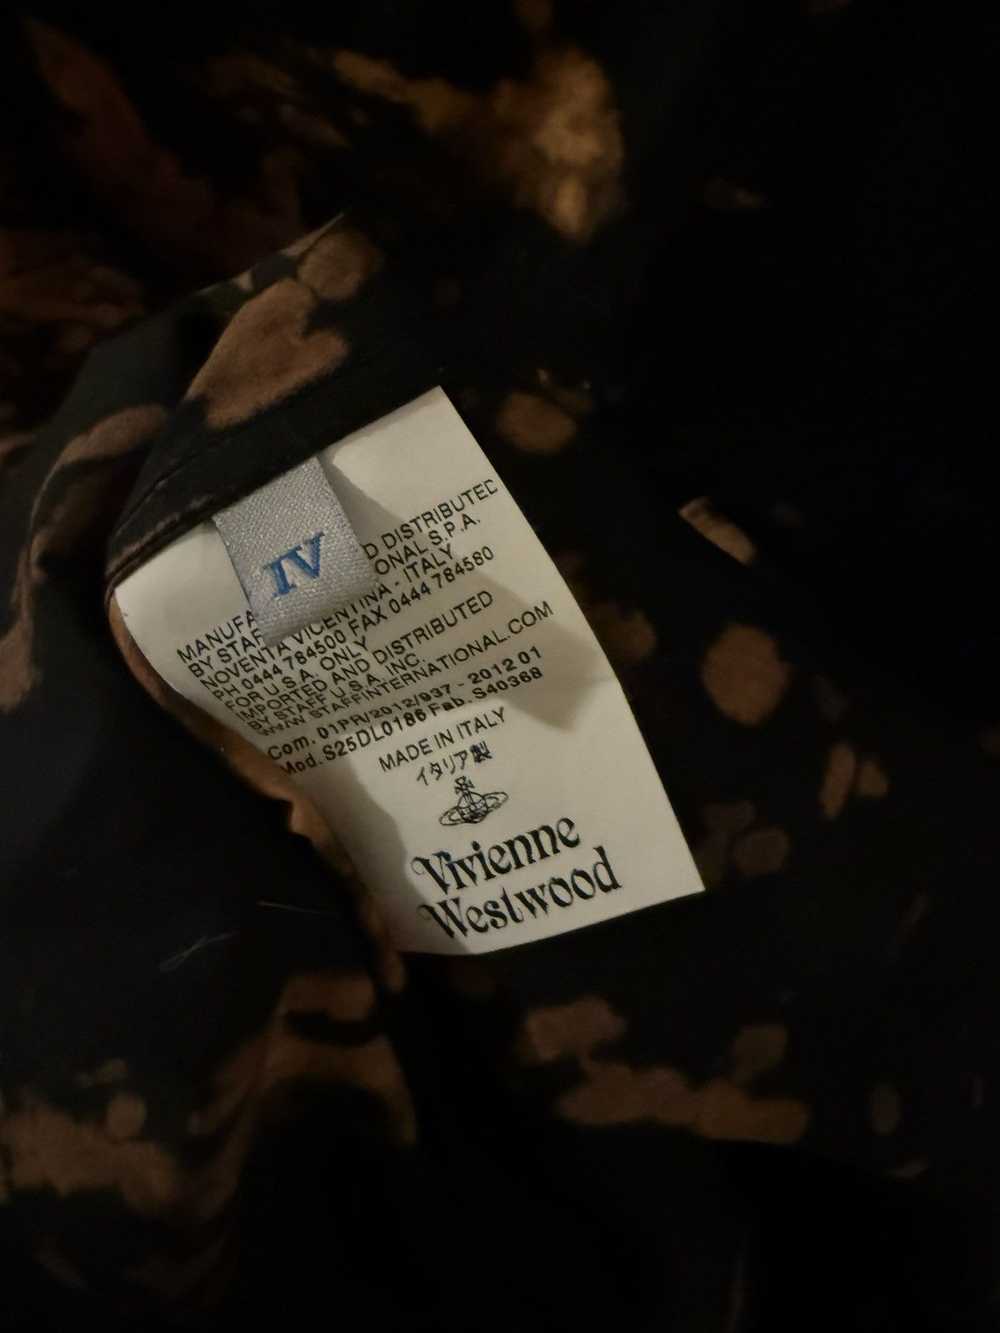 IV
MANUFA D DISTRIBUTED
BY STAF ONAL S.P.A.
NOVENTA VICENTINA - ITALY
PH 0444 784500 FAX 0444 784580
FOR U.S.A. ONLY
IMPORTED AND DISTRIBUTED
BY STAFF U.S.A. INC.
WWW.STAFFINTERNATIONAL.COM
Com. 01PR/2012/937 - 2012 01
Mod. S25DL0186 Fab. S40368
MADE IN ITALY
イタリア製
Vivienne
Westwood